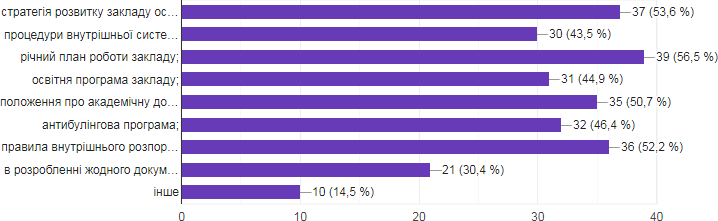 стратегія розвитку закладу ос... 37 (53,6 %)
процедури внутрішньої систе... 30 (43,5 %)
річний план роботи закладу; 39 (56,5 %)
освітня програма закладу; 31 (44,9 %)
положення про академічну до... 35 (50,7 %)
антибулінгова програма; 32 (46,4 %)
правила внутрішнього розпор... 36 (52,2 %)
в розробленні жодного докум... 21 (30,4 %)
інше 10 (14,5 %)
0 10 20 30 40